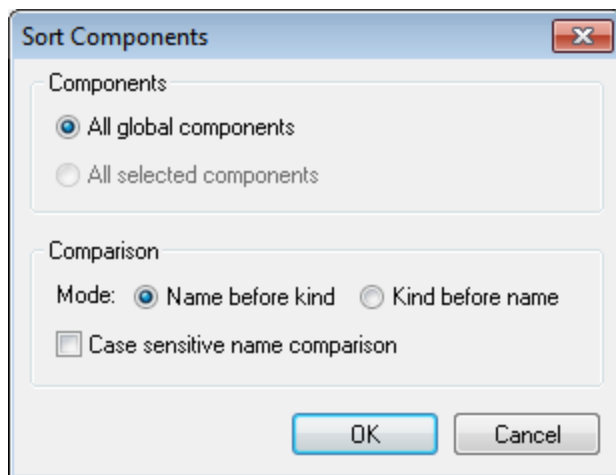 Sort Components
Components
All global components
All selected components
Comparison
Mode: Name before kind Kind before name
Case sensitive name comparison
OK Cancel